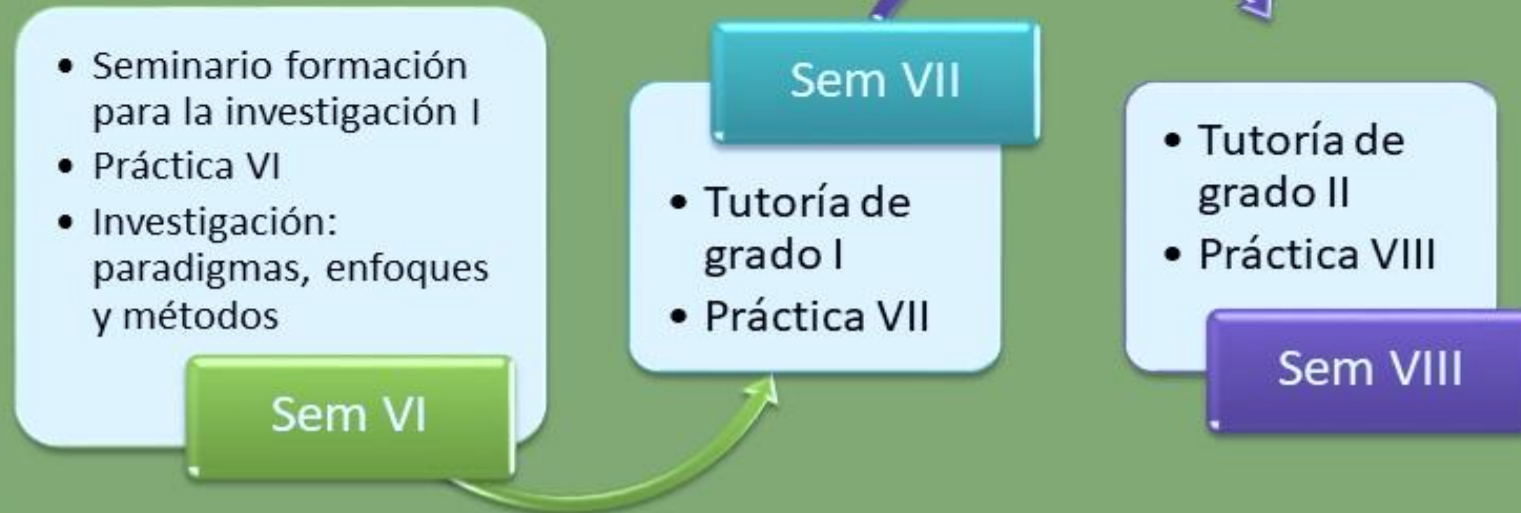 • Seminario formación
para la investigación I
• Práctica VI
• Investigación:
paradigmas, enfoques
y métodos
Sem VI
Sem VII
• Tutoría de
grado I
• Práctica VII
• Tutoría de
grado II
• Práctica VIII
Sem VIII